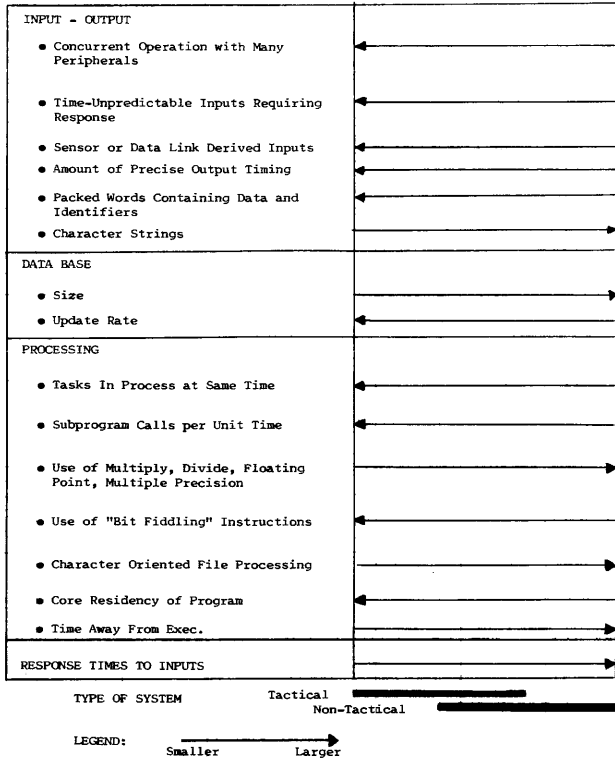 INPUT - OUTPUT
• Concurrent Operation with Many
Peripherals
• Time-Unpredictable Inputs Requiring
Response
• Sensor or Data Link Derived Inputs
• Amount of Precise Output Timing
• Packed Words Containing Data and
Identifiers
• Character Strings
DATA BASE
• Size
• Update Rate
PROCESSING
• Tasks In Process at Same Time
• Subprogram Calls per Unit Time
• Use of Multiply, Divide, Floating
Point, Multiple Precision
• Use of "Bit Fiddling" Instructions
• Character Oriented File Processing
• Core Residency of Program
• Time Away From Exec.
RESPONSE TIMES TO INPUTS
TYPE OF SYSTEM Tactical
Non-Tactical
LEGEND:
Smaller Larger